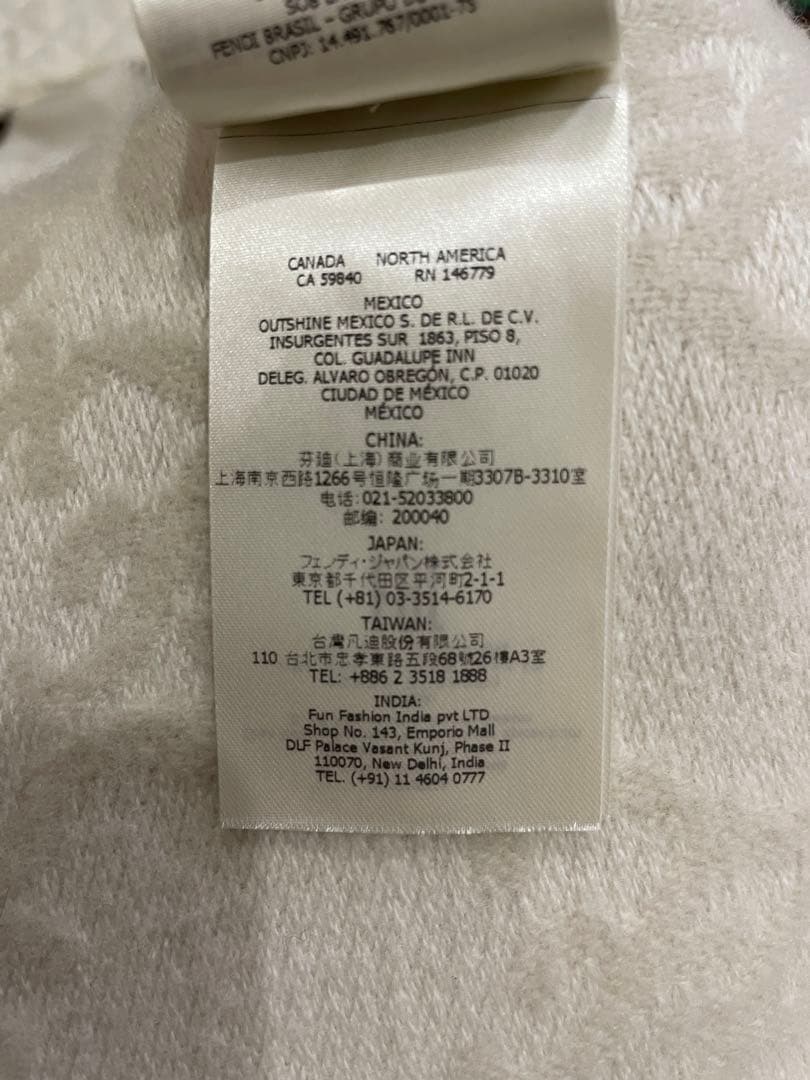 FENDI BRASIL - GRUPO
CNPJ: 14.491.767/0001-73
CANADA NORTH AMERICA
CA 59840 RN 146779
MEXICO
OUTSHINE MEXICO S. DE R.L. DE C.V.
INSURGENTES SUR 1863, PISO 8,
COL. GUADALUPE INN
DELEG. ALVARO OBREGÓN, C.P. 01020
CIUDAD DE MÉXICO
MÉXICO
CHINA:
芬迪(上海)商业有限公司
上海南京西路1266号恒隆广场一期3307B-3310室
电话:021-52033800
邮编: 200040
JAPAN:
フェンディ・ジャパン株式会社
東京都千代田区平河町2-1-1
TEL (+81) 03-3514-6170
TAIWAN:
台灣凡迪股份有限公司
110 台北市忠孝東路五段68號26樓A3室
TEL: +886 2 3518 1888
INDIA:
Fun Fashion India pvt LTD
Shop No. 143, Emporio Mall
DLF Palace Vasant Kunj, Phase II
110070, New Delhi, India
TEL. (+91) 11 4604 0777